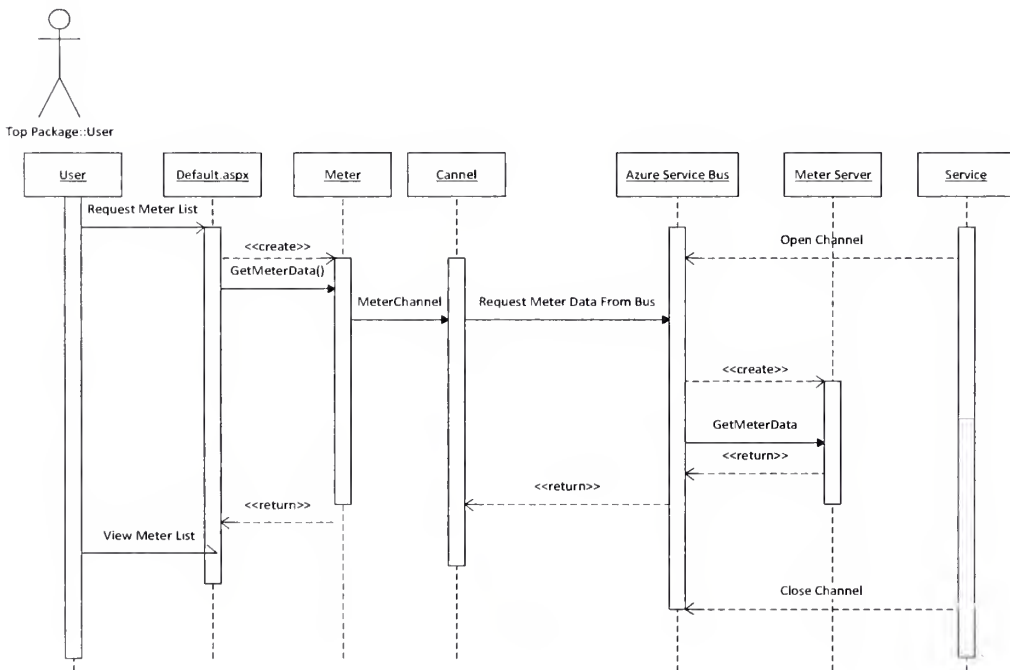 Top Package::User
User
Default.aspx
Meter
Cannel
Azure Service Bus
Meter Server
Service
Request Meter List
Open Channel
<<create>>
GetMeterData()
MeterChannel
Request Meter Data From Bus
<<create>>
GetMeterData
<<return>>
<<return>>
<<return>>
View Meter List
Close Channel